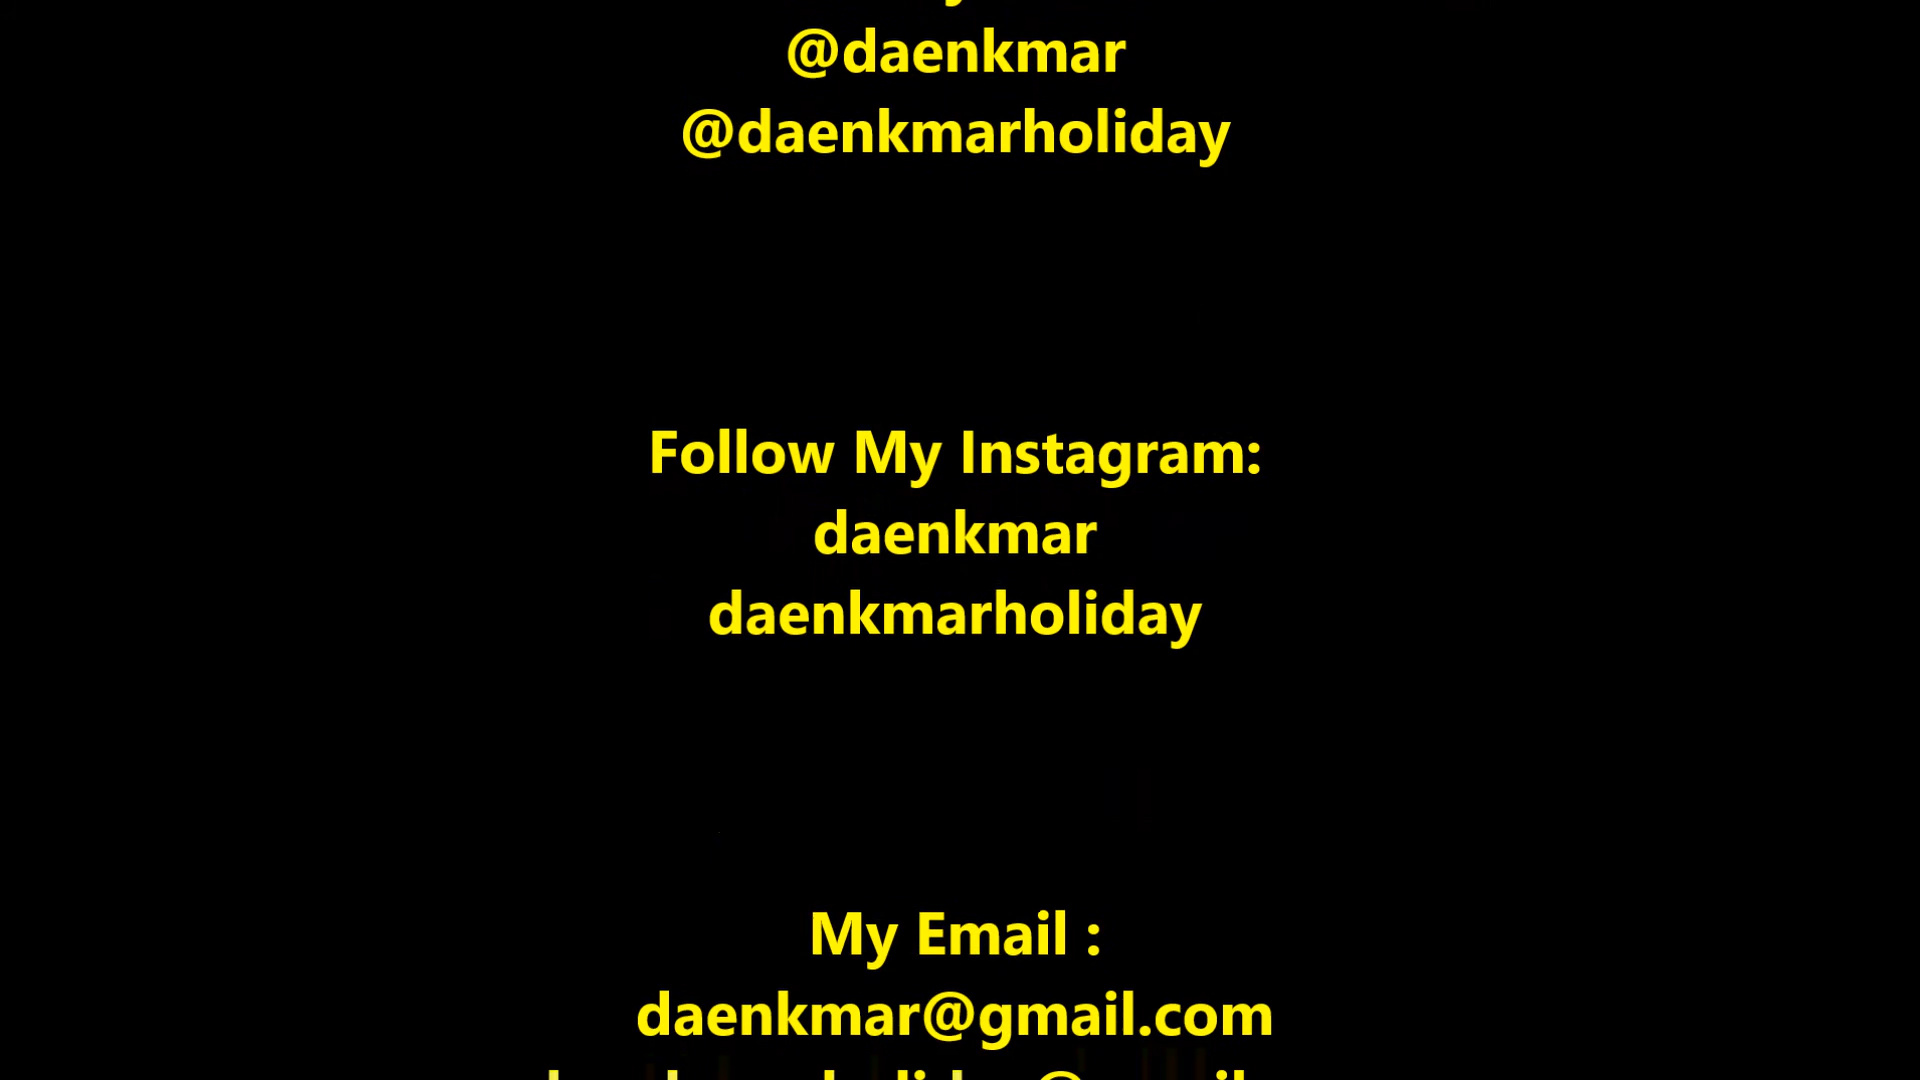 @daenkmar
@daenkmarholiday
Follow My Instagram:
daenkmar
daenkmarholiday
My Email :
daenkmar@gmail.com